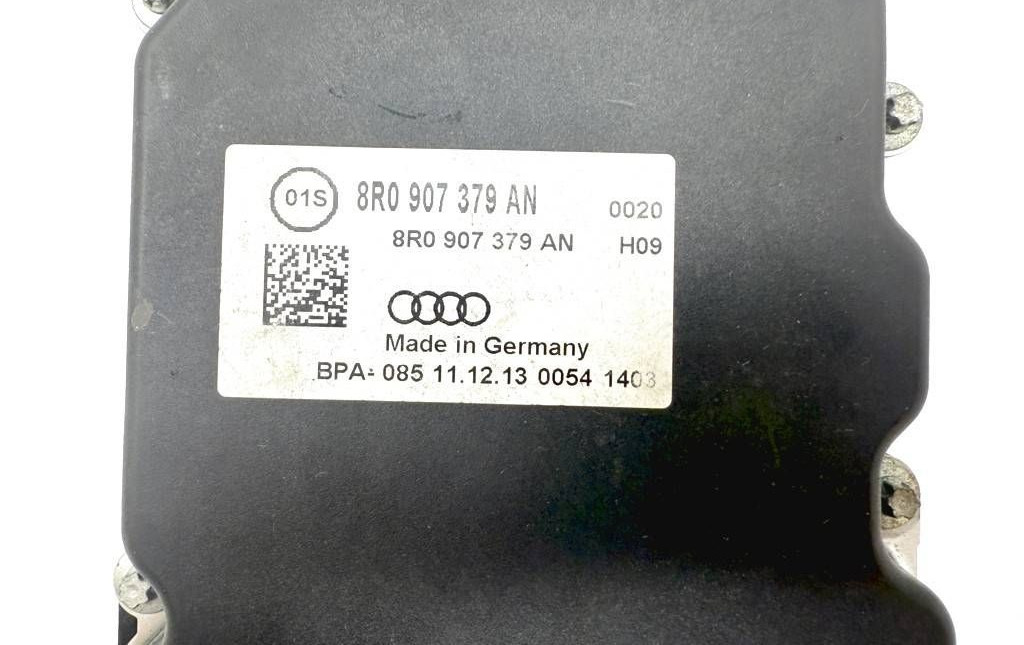 01S 8R0 907 379 AN 0020
8R0 907 379 AN H09
Made in Germany
BPA- 085 11.12.13 0054 1403